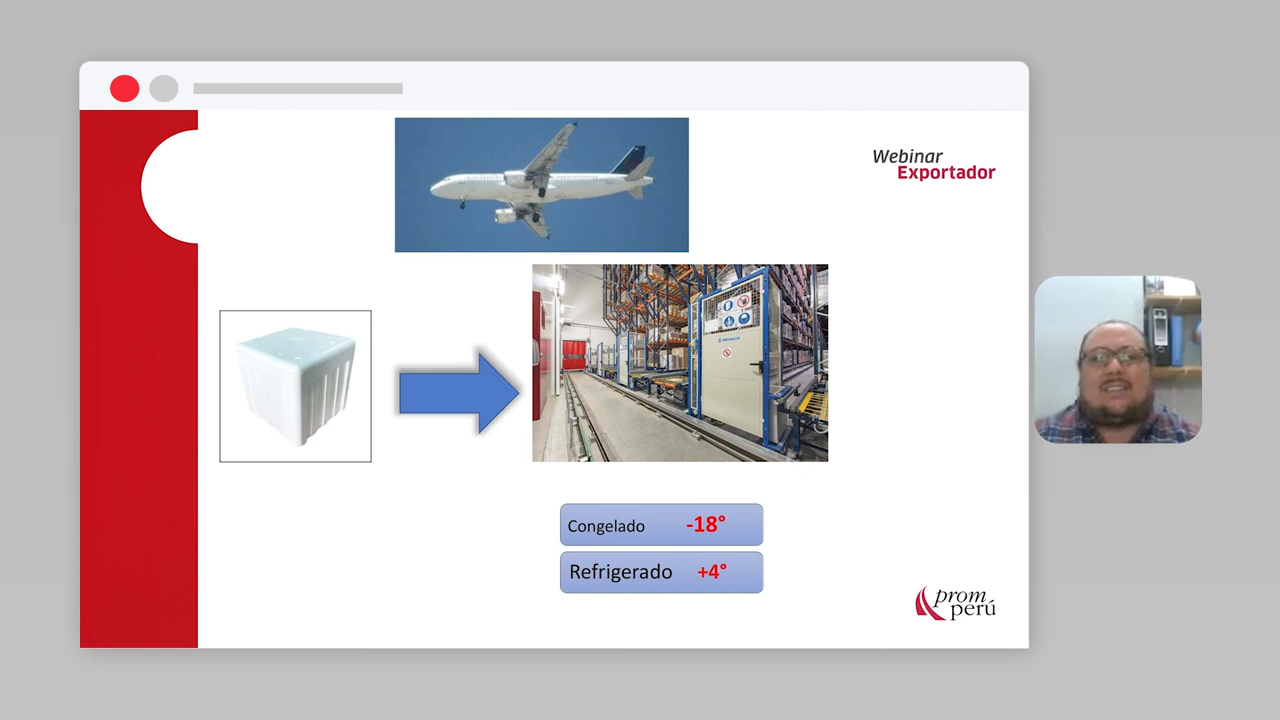 Webinar
Exportador
Congelado -18°
Refrigerado +4°
prom
perú